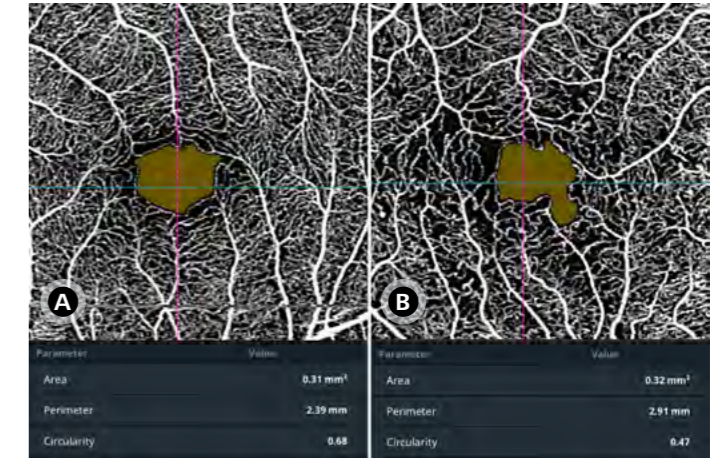 A
B
Parameter Value
Area 0.31 mm²
Perimeter 2.39 mm
Circularity 0.68
Parameter Value
Area 0.32 mm²
Perimeter 2.91 mm
Circularity 0.47